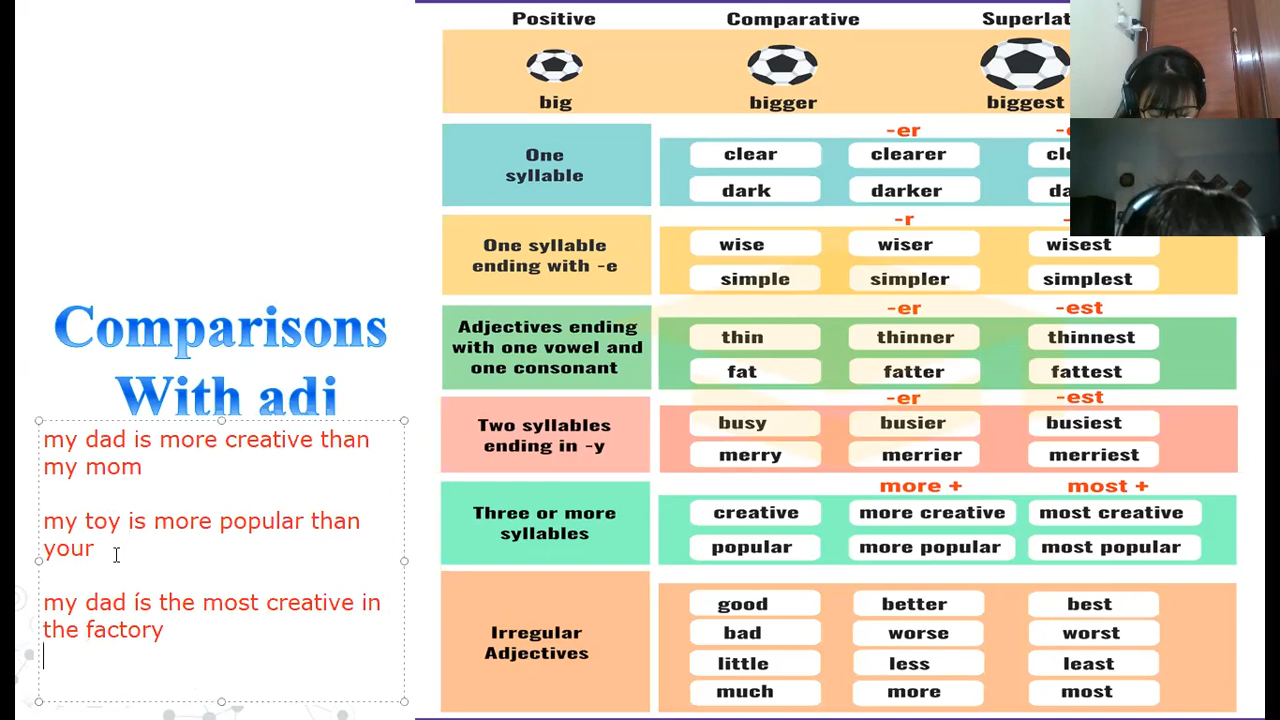 Comparisons
With adj
my dad is more creative than
my mom
my toy is more popular than
your
my dad ís the most creative in
the factory
Positive Comparative
big bigger biggest
-er
One
syllable
clear clearer
dark darker
-r
One syllable
ending with -e
wise wiser wisest
simple simpler simplest
-er -est
Adjectives ending
with one vowel and
one consonant
thin thinner thinnest
fat fatter fattest
-er -est
Two syllables
ending in -y
busy busier busiest
merry merrier merriest
more + most +
Three or more
syllables
creative more creative most creative
popular more popular most popular
Irregular
Adjectives
good better best
bad worse worst
little less least
much more most